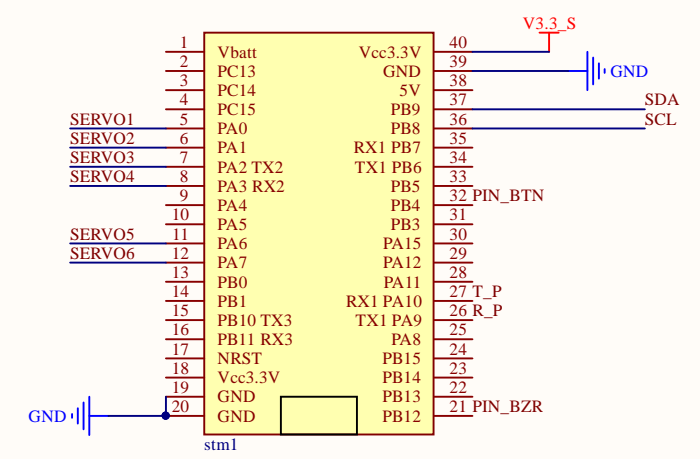 V3.3_S
1 Vbatt Vcc3.3V 40
2 PC13 GND 39 GND
3 PC14 5V 38
4 PC15 PB9 37 SDA
SERVO1 5 PA0 PB8 36 SCL
SERVO2 6 PA1 RX1 PB7 35
SERVO3 7 PA2 TX2 TX1 PB6 34
SERVO4 8 PA3 RX2 PB5 33
9 PA4 PB4 32 PIN_BTN
10 PA5 PB3 31
SERVO5 11 PA6 PA15 30
SERVO6 12 PA7 PA12 29
13 PB0 PA11 28
14 PB1 RX1 PA10 27 T_P
15 PB10 TX3 TX1 PA9 26 R_P
16 PB11 RX3 PA8 25
17 NRST PB15 24
18 Vcc3.3V PB14 23
19 GND PB13 22
GND 20 GND PB12 21 PIN_BZR
stm1